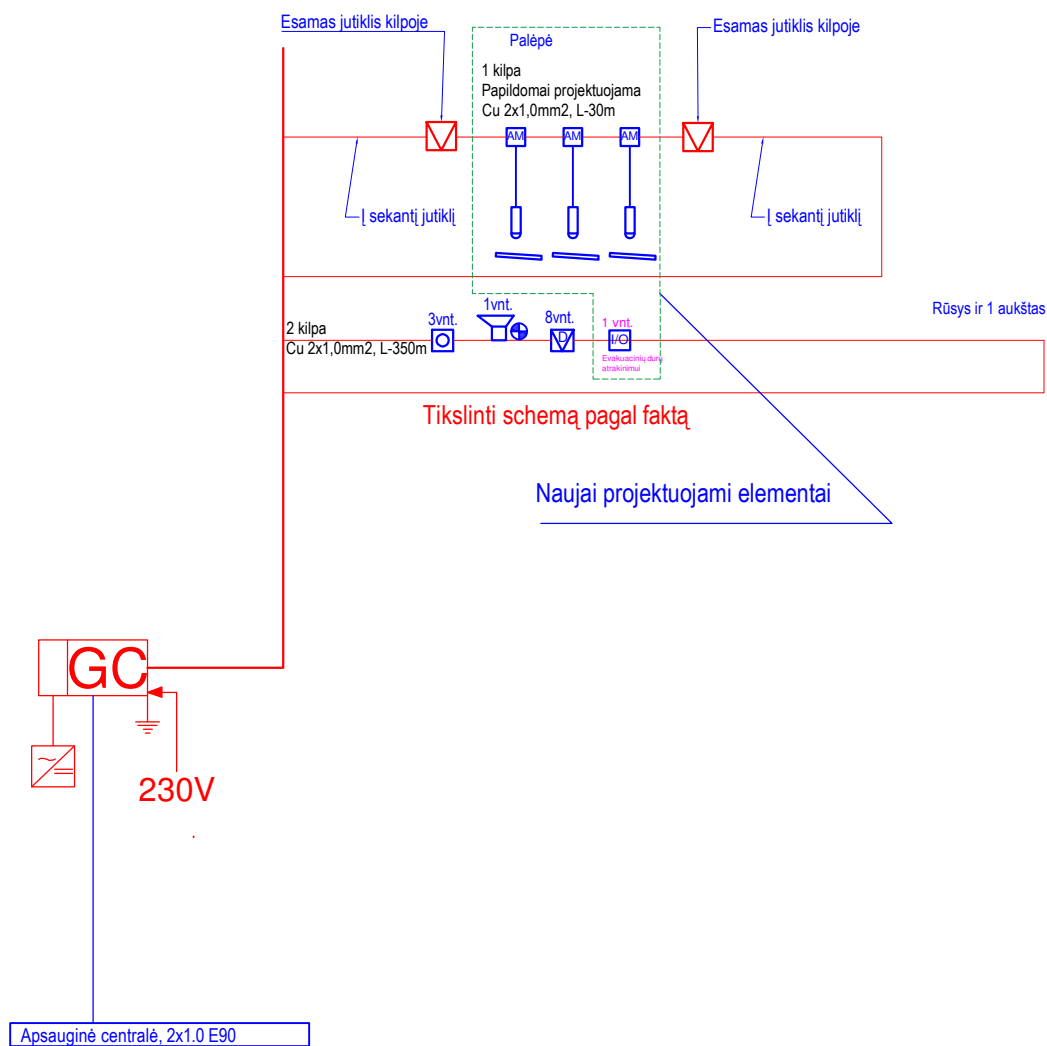 Esamas jutiklis kilpoje
Esamas jutiklis kilpoje
Palėpė
1 kilpa
Papildomai projektuojama
Cu 2x1,0mm2, L-30m
AM
AM
AM
Į sekantį jutiklį
Į sekantį jutiklį
Rūsys ir 1 aukštas
2 kilpa
Cu 2x1,0mm2, L-350m
3vnt.
1vnt.
8vnt.
D
1 vnt.
I/O
Evakuacinių durų
atrakinimui
Tikslinti schemą pagal faktą
Naujai projektuojami elementai
GC
230V
Apsauginė centralė, 2x1.0 E90